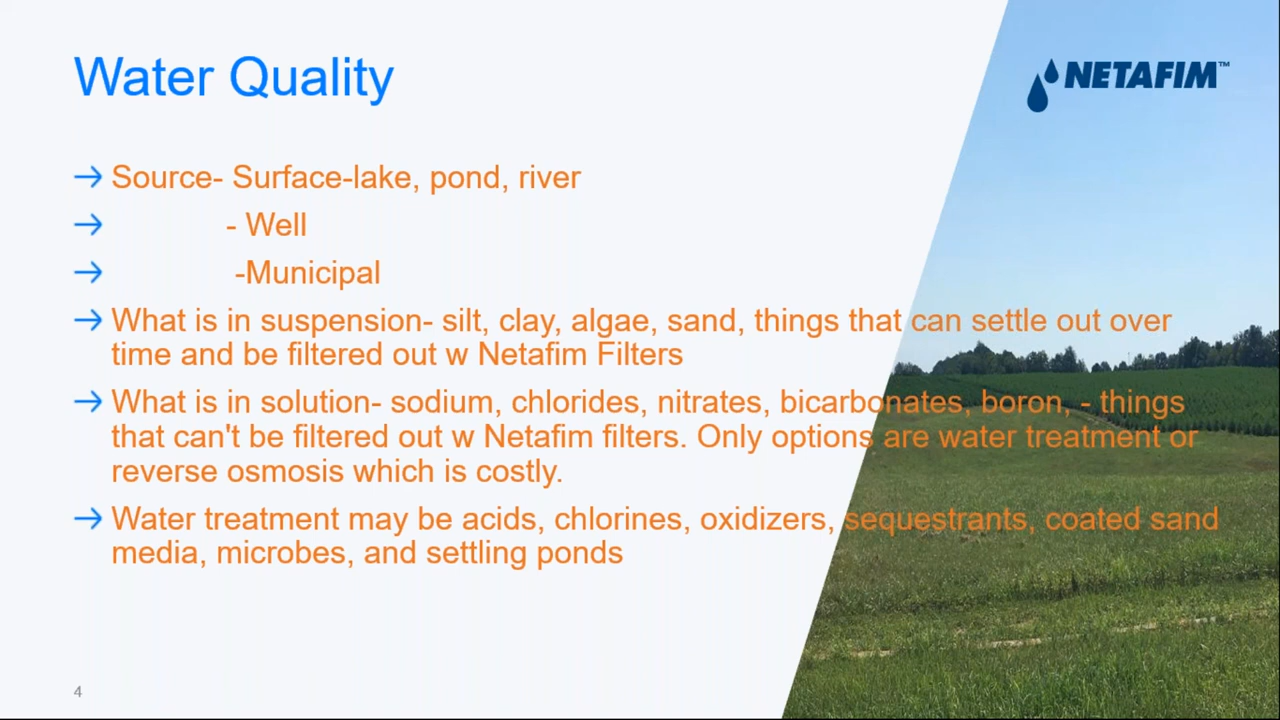 Water Quality
NETAFIM™
→ Source- Surface-lake, pond, river
→ - Well
→ -Municipal
→ What is in suspension- silt, clay, algae, sand, things that can settle out over
time and be filtered out w Netafim Filters
→ What is in solution- sodium, chlorides, nitrates, bicarbonates, boron, - things
that can't be filtered out w Netafim filters. Only options are water treatment or
reverse osmosis which is costly.
→ Water treatment may be acids, chlorines, oxidizers, sequestrants, coated sand
media, microbes, and settling ponds
4